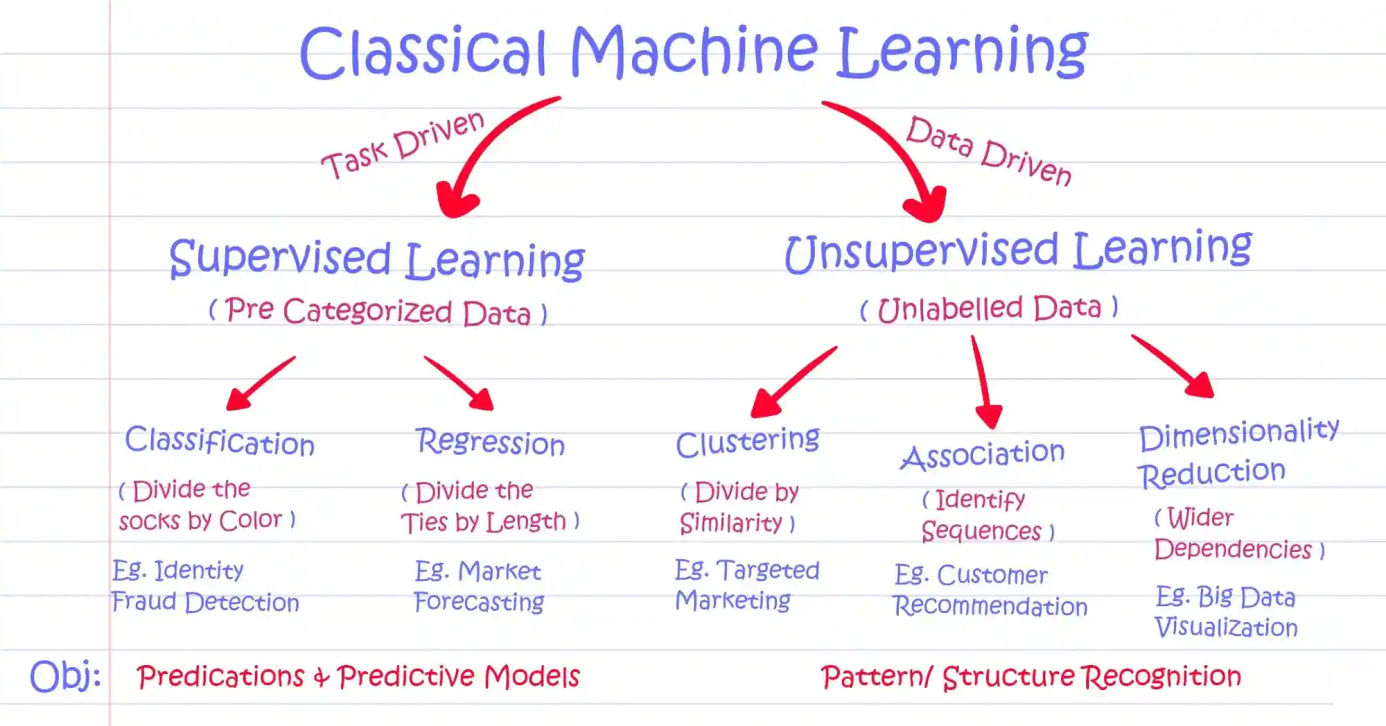 Classical Machine Learning
Task Driven
Data Driven
Supervised Learning
( Pre Categorized Data )
Unsupervised Learning
( Unlabelled Data )
Classification
( Divide the
socks by Color )
Eg. Identity
Fraud Detection
Regression
( Divide the
Ties by Length )
Eg. Market
Forecasting
Clustering
( Divide by
Similarity )
Eg. Targeted
Marketing
Association
( Identify
Sequences )
Eg. Customer
Recommendation
Dimensionality
Reduction
( Wider
Dependencies )
Eg. Big Data
Visualization
Obj: Predications & Predictive Models
Pattern/ Structure Recognition